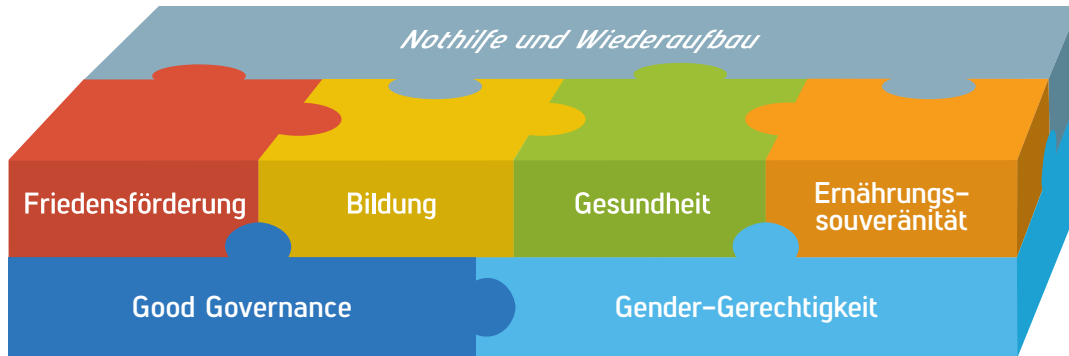 Nothilfe und Wiederaufbau
Friedensförderung
Bildung
Gesundheit
Ernährungs-
souveränität
Good Governance
Gender-Gerechtigkeit